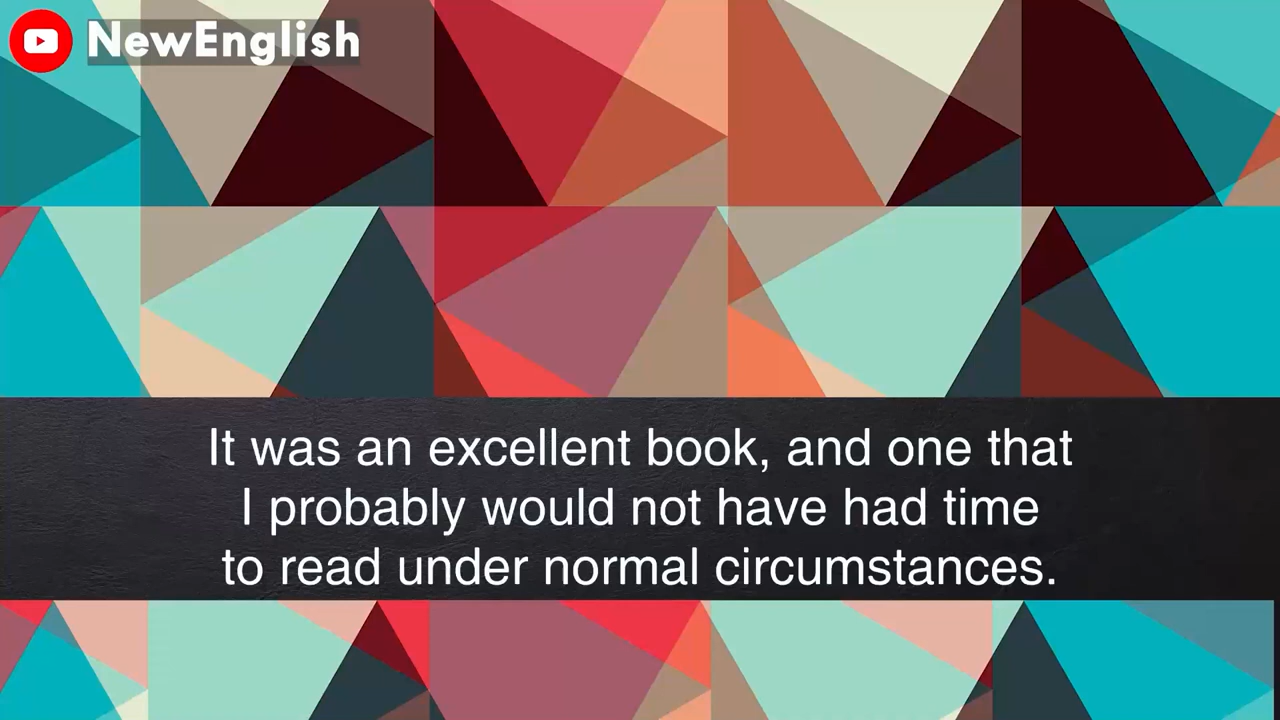 NewEnglish
It was an excellent book, and one that
I probably would not have had time
to read under normal circumstances.